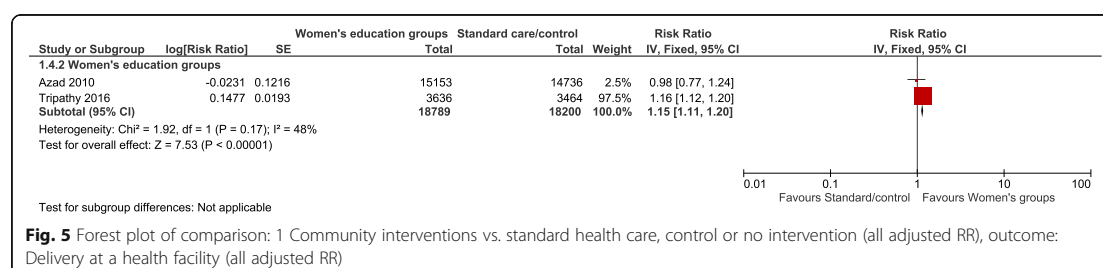 Women's education groups Standard care/control Risk Ratio Risk Ratio
Study or Subgroup log[Risk Ratio] SE Total Total Weight IV, Fixed, 95% CI IV, Fixed, 95% CI
1.4.2 Women's education groups
Azad 2010 -0.0231 0.1216 15153 14736 2.5% 0.98 [0.77, 1.24]
Tripathy 2016 0.1477 0.0193 3636 3464 97.5% 1.16 [1.12, 1.20]
Subtotal (95% CI) 18789 18200 100.0% 1.15 [1.11, 1.20]
Heterogeneity: Chi² = 1.92, df = 1 (P = 0.17); I² = 48%
Test for overall effect: Z = 7.53 (P < 0.00001)
0.01 0.1 1 10 100
Favours Standard/control Favours Women's groups
Test for subgroup differences: Not applicable
Fig. 5 Forest plot of comparison: 1 Community interventions vs. standard health care, control or no intervention (all adjusted RR), outcome:
Delivery at a health facility (all adjusted RR)